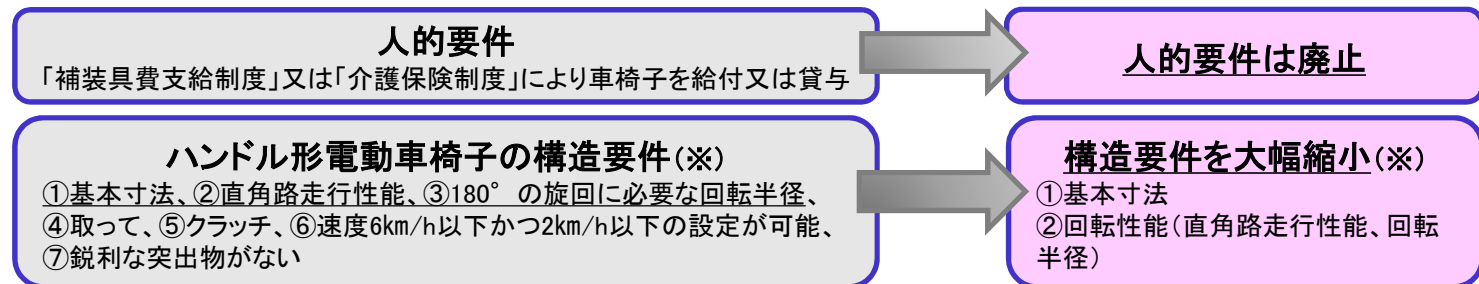 人的要件
「補装具費支給制度」又は「介護保険制度」により車椅子を給付又は貸与
人的要件は廃止
ハンドル形電動車椅子の構造要件(※)
①基本寸法、②直角路走行性能、③180°の旋回に必要な回転半径、
④取って、⑤クラッチ、⑥速度6km/h以下かつ2km/h以下の設定が可能、
⑦鋭利な突出物がない
構造要件を大幅縮小(※)
①基本寸法
②回転性能(直角路走行性能、回転
半径)